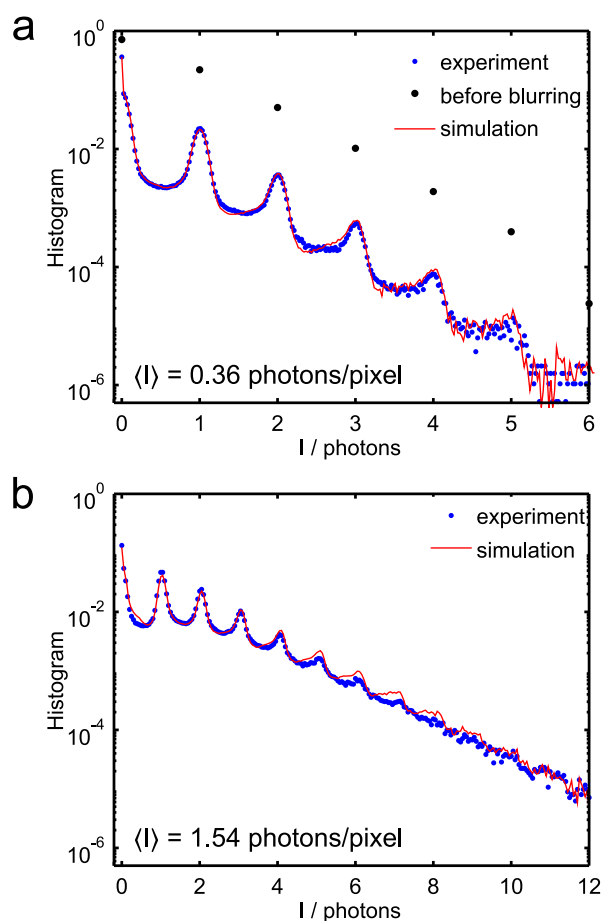 a
10^0
10^-2
10^-4
10^-6
Histogram
experiment
before blurring
simulation
⟨I⟩ = 0.36 photons/pixel
0 1 2 3 4 5 6
I / photons
b
10^0
10^-2
10^-4
10^-6
Histogram
experiment
simulation
⟨I⟩ = 1.54 photons/pixel
0 2 4 6 8 10 12
I / photons